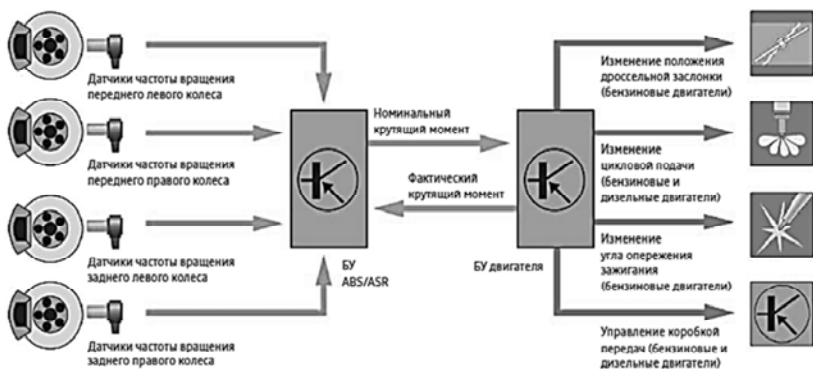 Датчики частоты вращения
переднего левого колеса
Датчики частоты вращения
переднего правого колеса
Датчики частоты вращения
заднего левого колеса
Датчики частоты вращения
заднего правого колеса
БУ
ABS/ASR
Номинальный
крутящий момент
Фактический
крутящий момент
БУ двигателя
Изменение положения
дроссельной заслонки
(бензиновые двигатели)
Изменение
цикловой подачи
(бензиновые и
дизельные двигатели)
Изменение
угла опережения
зажигания
(бензиновые двигатели)
Управление коробкой
передач (бензиновые и
дизельные двигатели)